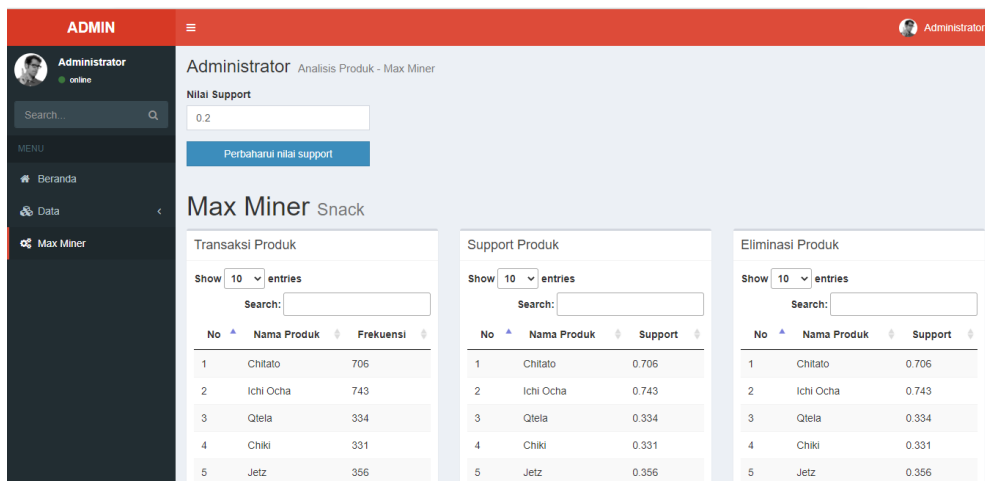 ADMIN
Administrator
Administrator
online
Search...
MENU
Beranda
Data
Max Miner
Administrator Analisis Produk - Max Miner
Nilai Support
0.2
Perbaharui nilai support
Max Miner Snack
Transaksi Produk
Show 10 entries
Search:
No Nama Produk Frekuensi
1 Chitato 706
2 Ichi Ocha 743
3 Qtela 334
4 Chiki 331
5 Jetz 356
Support Produk
Show 10 entries
Search:
No Nama Produk Support
1 Chitato 0.706
2 Ichi Ocha 0.743
3 Qtela 0.334
4 Chiki 0.331
5 Jetz 0.356
Eliminasi Produk
Show 10 entries
Search:
No Nama Produk Support
1 Chitato 0.706
2 Ichi Ocha 0.743
3 Qtela 0.334
4 Chiki 0.331
5 Jetz 0.356